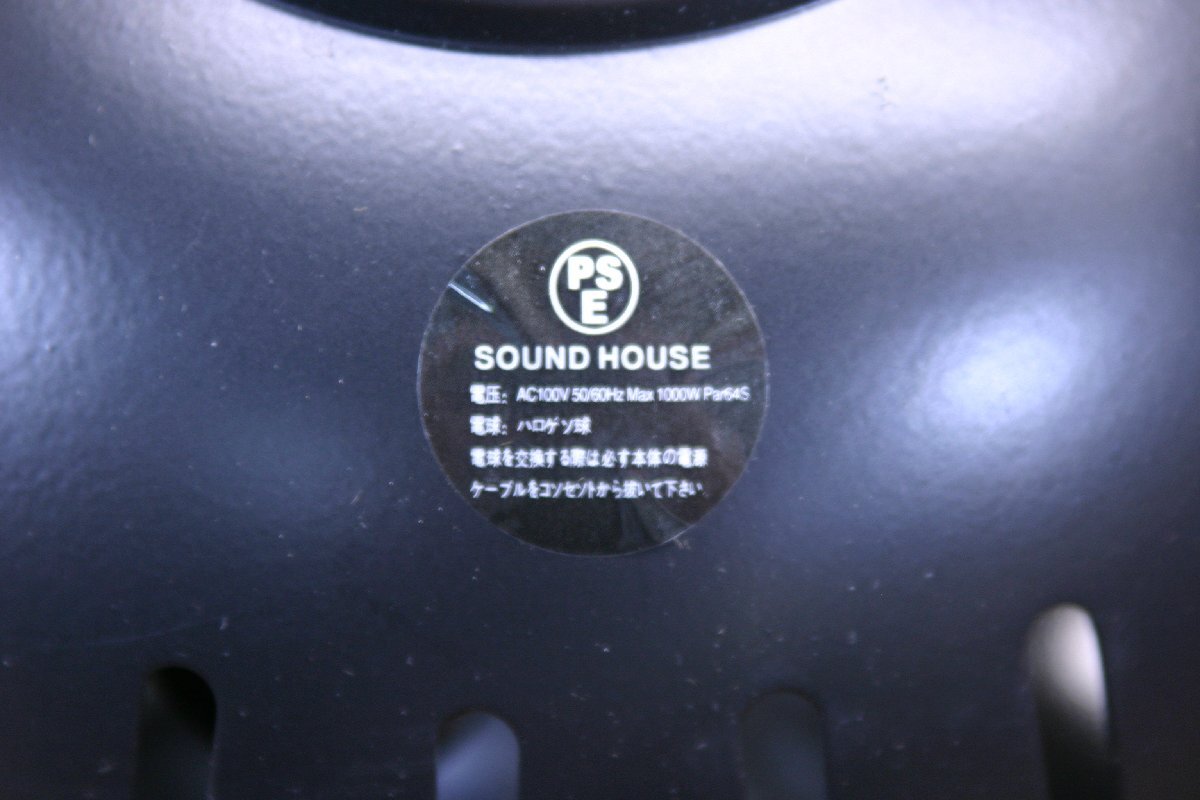 PS
E
SOUND HOUSE
電圧: AC100V 50/60Hz Max 1000W Par64S
電球: ハロゲン球
電球を交換する際は必す本体の電源
ケーブルをコンセントから抜いて下さい